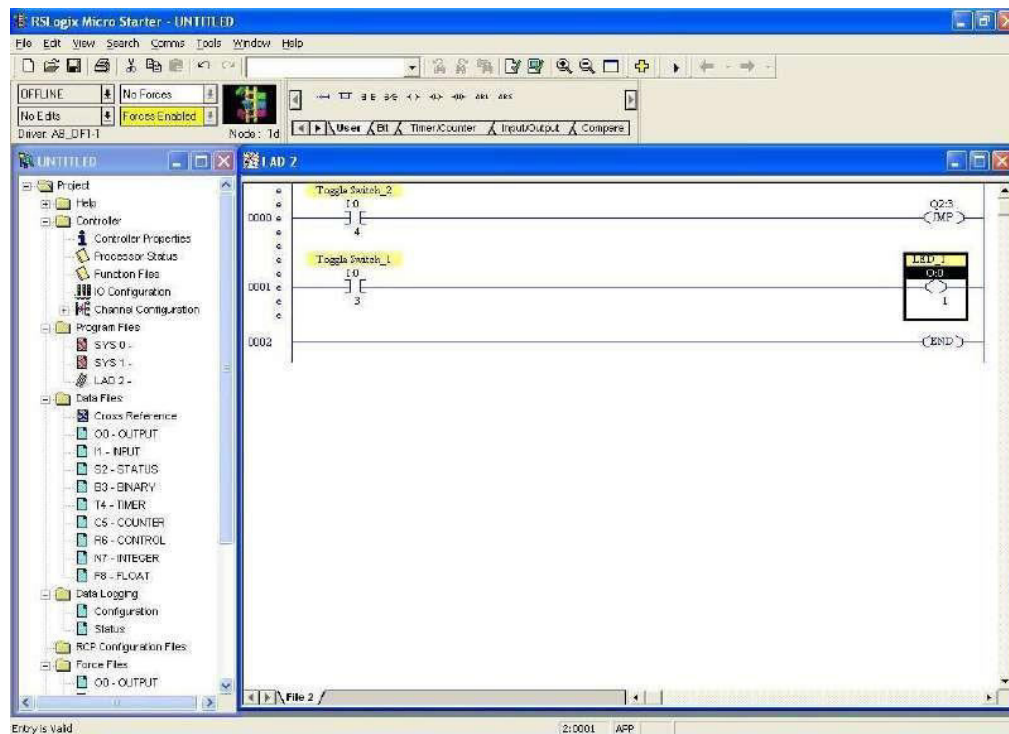 RSLogix Micro Starter - UNTITLED
File Edit View Search Comms Tools Window Help
OFFLINE No Forces
No Edits Forces Enabled
Driver: AB_DF1-1 Node: 1d
User Bit Timer/Counter Input/Output Compare
UNTITLED
Project
Help
Controller
Controller Properties
Processor Status
Function Files
IO Configuration
Channel Configuration
Program Files
SYS 0 -
SYS 1 -
LAD 2 -
Data Files
Cross Reference
O0 - OUTPUT
I1 - INPUT
S2 - STATUS
B3 - BINARY
T4 - TIMER
C5 - COUNTER
R6 - CONTROL
N7 - INTEGER
F8 - FLOAT
Data Logging
Configuration
Status
RCP Configuration Files
Force Files
O0 - OUTPUT
LAD 2
Toggle Switch_2
I:0
0000
4
Q2:3
JMP
Toggle Switch_1
I:0
0001
3
LED_1
O:0
1
0002
END
File 2
Entry is Valid
2:0001 APP